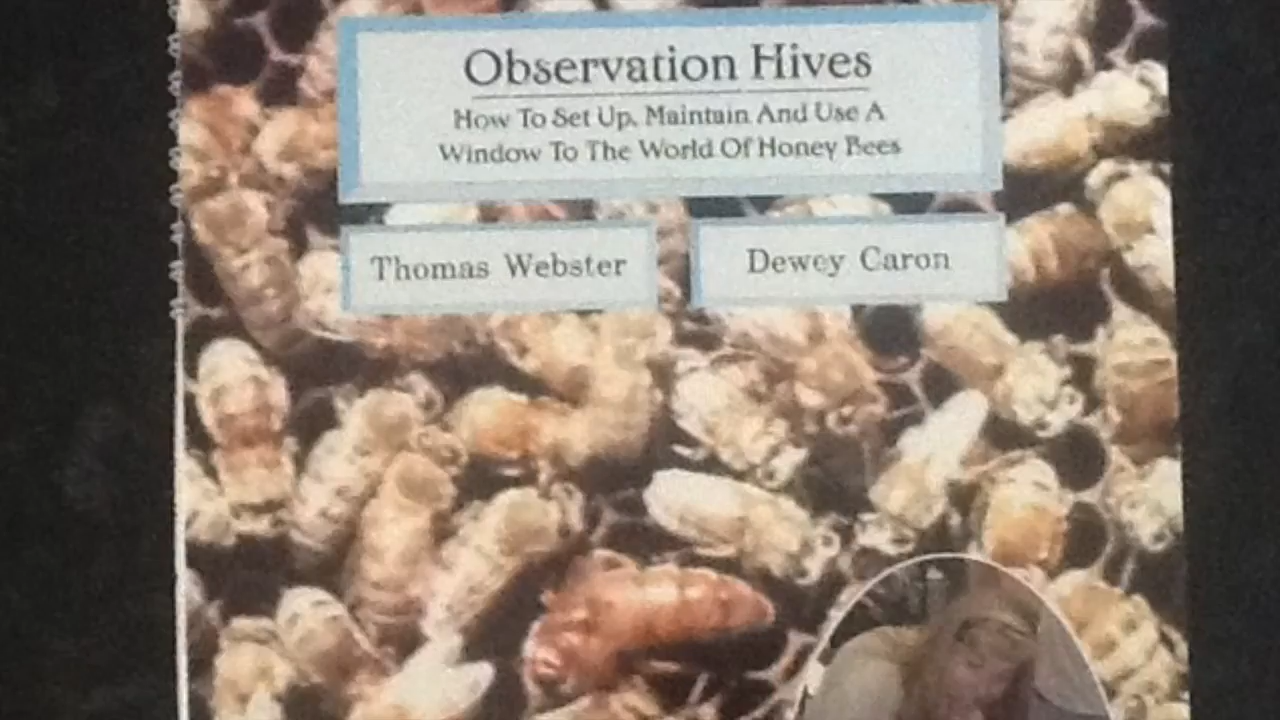 Observation Hives
How To Set Up, Maintain And Use A
Window To The World Of Honey Bees
Thomas Webster
Dewey Caron